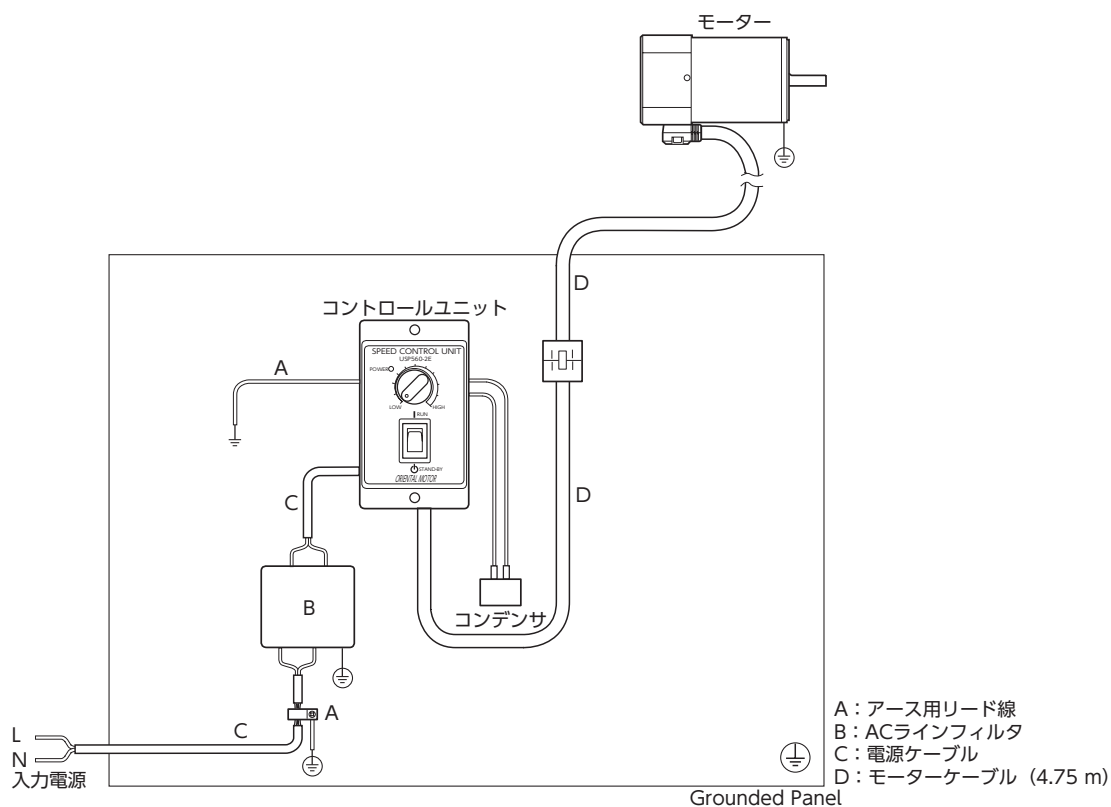 モーター
D
コントロールユニット
SPEED CONTROL UNIT
USP560-2E
POWER
LOW
HIGH
RUN
STAND-BY
ORIENTAL MOTOR
A
C
D
B
コンデンサ
A
C
L
N
入力電源
A：アース用リード線
B：ACラインフィルタ
C：電源ケーブル
D：モーターケーブル（4.75 m）
Grounded Panel